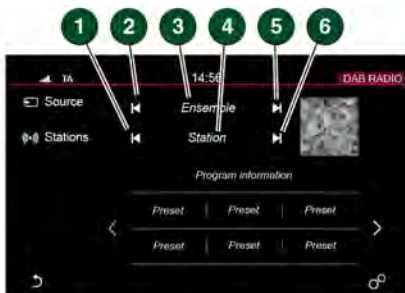 1 2 3 4 5 6
TA 14:56 DAB RADIO
Source Ensemble
Stations Station
Program information
Preset Preset Preset
Preset Preset Preset